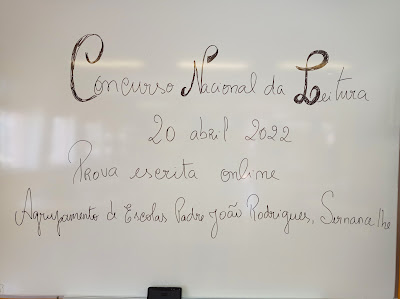 Concurso Nacional da Leitura
20 abril 2022
Prova escrita online
Agrupamento de Escolas Padre João Rodrigues, Sernancelhe